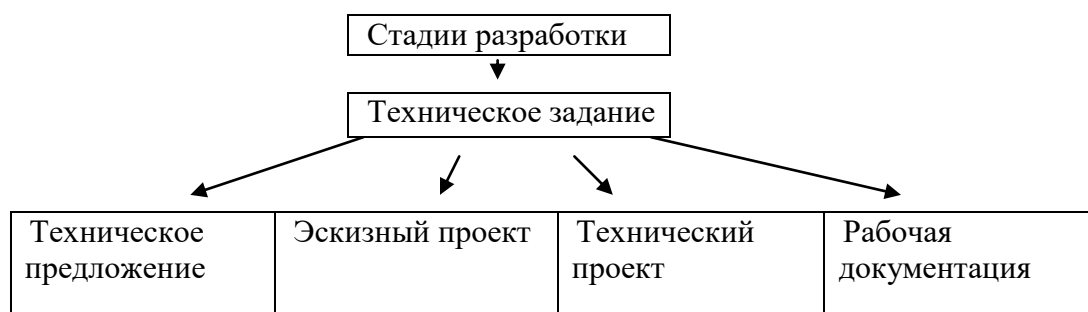 Стадии разработки
Техническое задание
Техническое
предложение
Эскизный проект
Технический
проект
Рабочая
документация